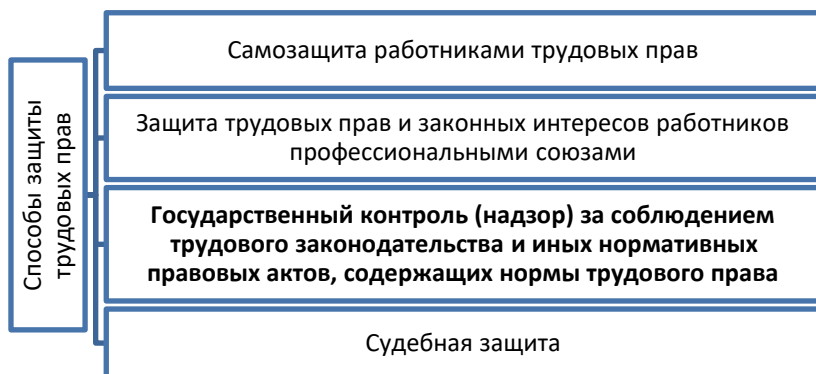 Способы защиты
трудовых прав
Самозащита работниками трудовых прав
Защита трудовых прав и законных интересов работников
профессиональными союзами
Государственный контроль (надзор) за соблюдением
трудового законодательства и иных нормативных
правовых актов, содержащих нормы трудового права
Судебная защита